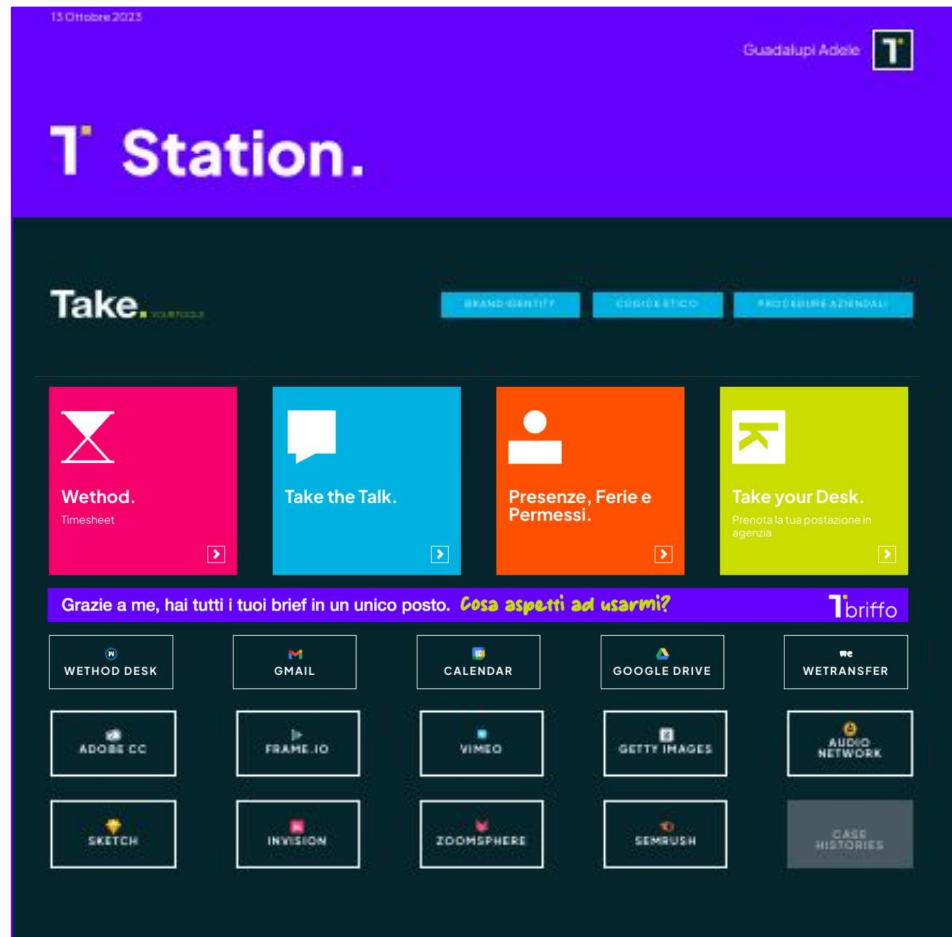 13 Ottobre 2023
Guadalupi Adele
T Station.
Take. YOUR TOOLS
BRAND IDENTITY
CODICE ETICO
PROCEDURE AZIENDALI
Wethod.
Timesheet
Take the Talk.
Presenze, Ferie e
Permessi.
Take your Desk.
Prenota la tua postazione in
agenzia
Grazie a me, hai tutti i tuoi brief in un unico posto. Cosa aspetti ad usarmi?
Tbriffo
WETHOD DESK
GMAIL
CALENDAR
GOOGLE DRIVE
we
WETRANSFER
ADOBE CC
FRAME.IO
VIMEO
GETTY IMAGES
AUDIO
NETWORK
SKETCH
INVISION
ZOOMSPHERE
SEMRUSH
CASE
HISTORIES